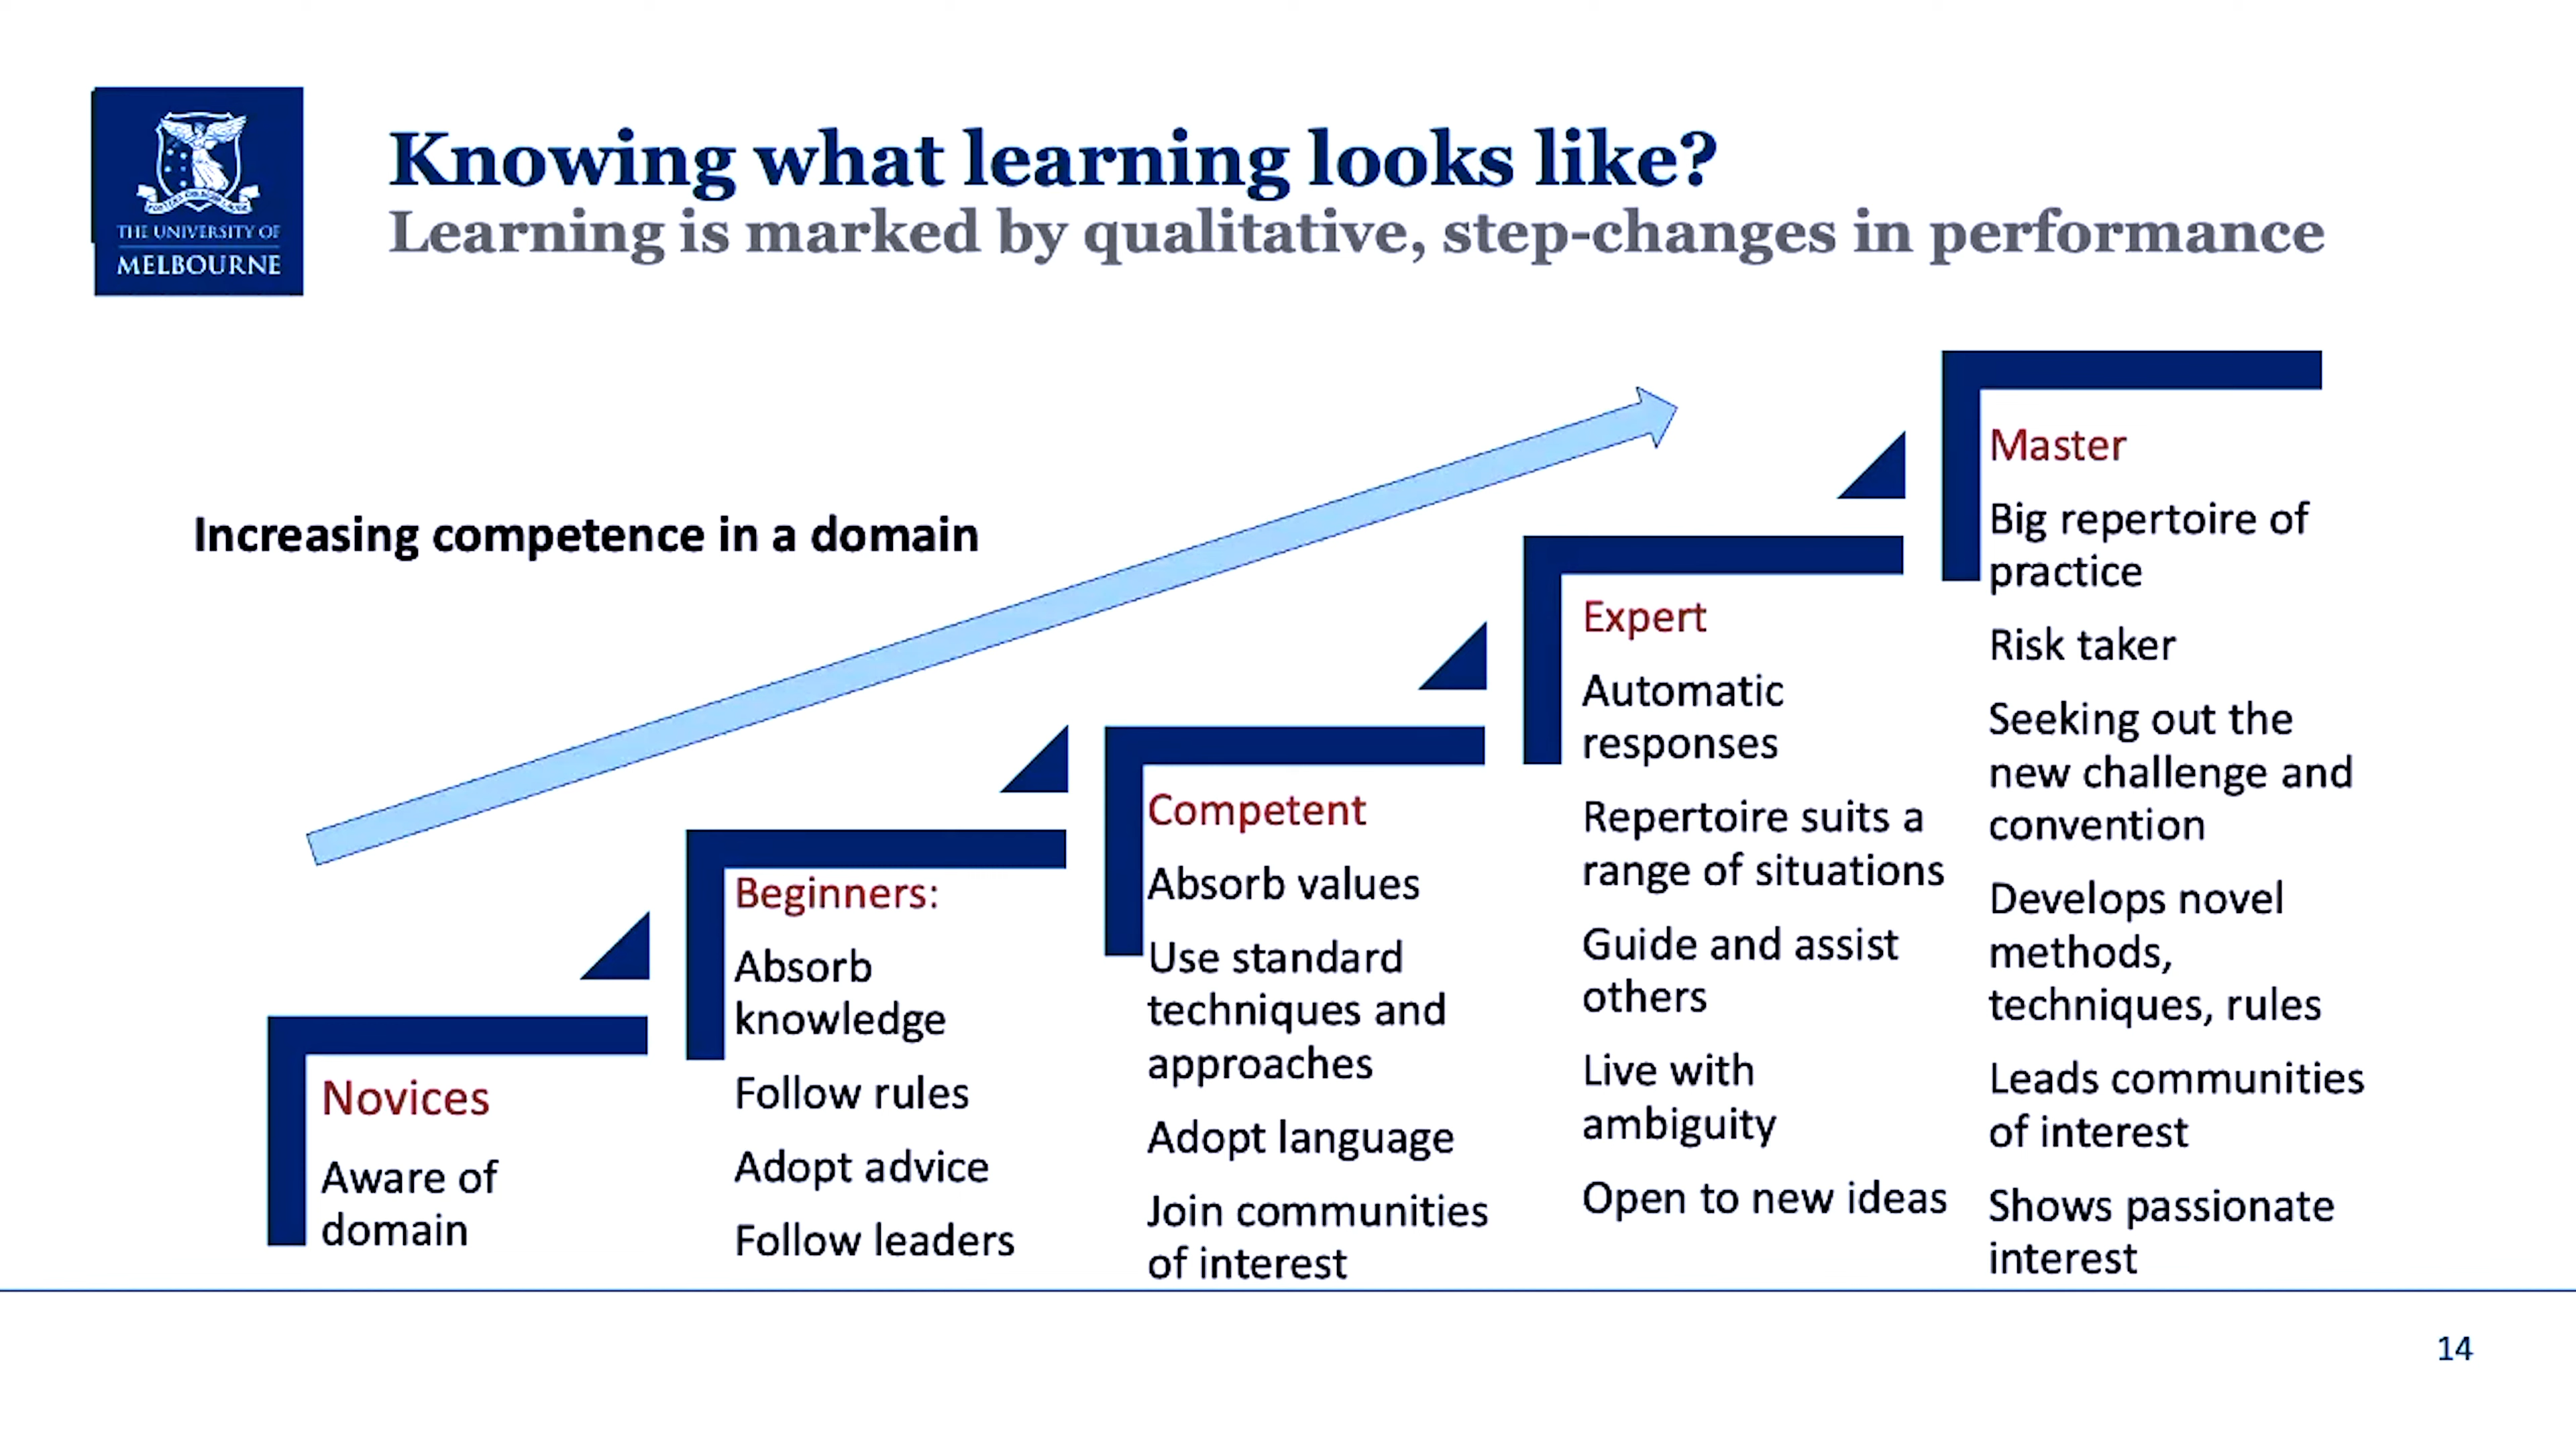 THE UNIVERSITY OF
MELBOURNE
Knowing what learning looks like?
Learning is marked by qualitative, step-changes in performance
Increasing competence in a domain
Novices
Aware of
domain
Beginners:
Absorb
knowledge
Follow rules
Adopt advice
Follow leaders
Competent
Absorb values
Use standard
techniques and
approaches
Adopt language
Join communities
of interest
Expert
Automatic
responses
Repertoire suits a
range of situations
Guide and assist
others
Live with
ambiguity
Open to new ideas
Master
Big repertoire of
practice
Risk taker
Seeking out the
new challenge and
convention
Develops novel
methods,
techniques, rules
Leads communities
of interest
Shows passionate
interest
14